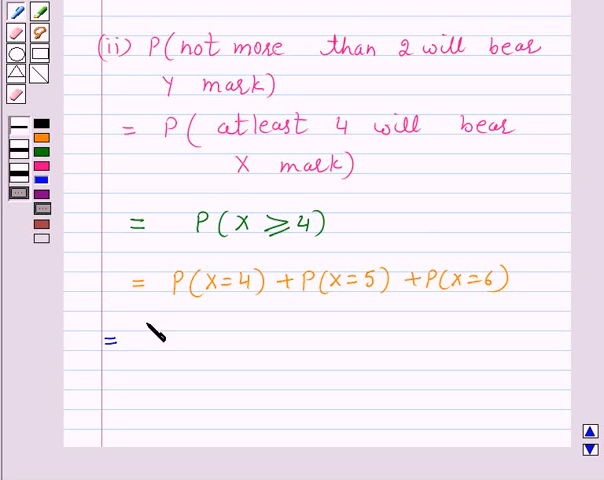 (ii) P(not more than 2 will bear
Y mark)
= P( atleast 4 will bear
X mark)
= P(X ⩾ 4)
= P(X=4) + P(X=5) + P(X=6)
=